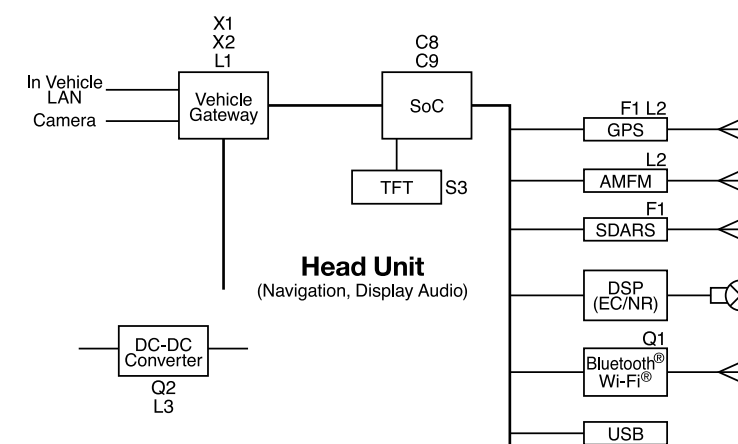 X1
X2
L1
In Vehicle
LAN
Camera
Vehicle
Gateway
C8
C9
SoC
TFT
S3
F1 L2
GPS
L2
AMFM
F1
SDARS
Head Unit
(Navigation, Display Audio)
DSP
(EC/NR)
Q1
Bluetooth®
Wi-Fi®
USB
DC-DC
Converter
Q2
L3